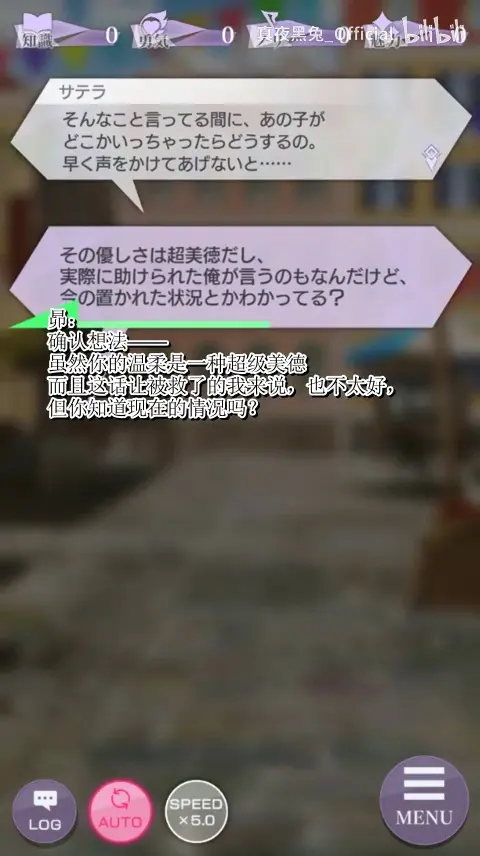 真夜黑兔_Official bilibili
知識 0 勇気 0 0 魅力 0
サテラ
そんなこと言ってる間に、あの子が
どこかいっちゃったらどうするの。
早く声をかけてあげないと……
その優しさは超美徳だし、
実際に助けられた俺が言うのもなんだけど、
今の置かれた状況とかわかってる?
昴:
确认想法——
虽然你的温柔是一种超级美德
而且这话让被救了的我来说，也不太好，
但你知道现在的情况吗?
LOG
AUTO
SPEED
×5.0
MENU